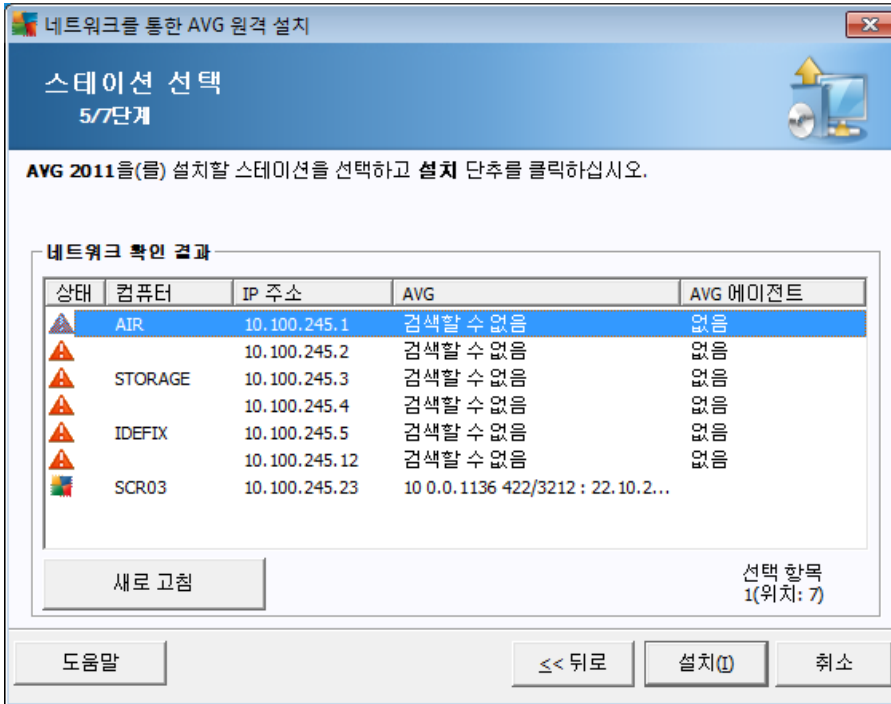 네트워크를 통한 AVG 원격 설치
스테이션 선택
5/7단계
AVG 2011을(를) 설치할 스테이션을 선택하고 설치 단추를 클릭하십시오.
네트워크 확인 결과
상태 컴퓨터 IP 주소 AVG AVG 에이전트
AIR 10.100.245.1 검색할 수 없음 없음
10.100.245.2 검색할 수 없음 없음
STORAGE 10.100.245.3 검색할 수 없음 없음
10.100.245.4 검색할 수 없음 없음
IDEFIX 10.100.245.5 검색할 수 없음 없음
10.100.245.12 검색할 수 없음 없음
SCR03 10.100.245.23 10 0.0.1136 422/3212 : 22.10.2...
새로 고침
선택 항목
1(위치: 7)
도움말
<< 뒤로
설치(I)
취소